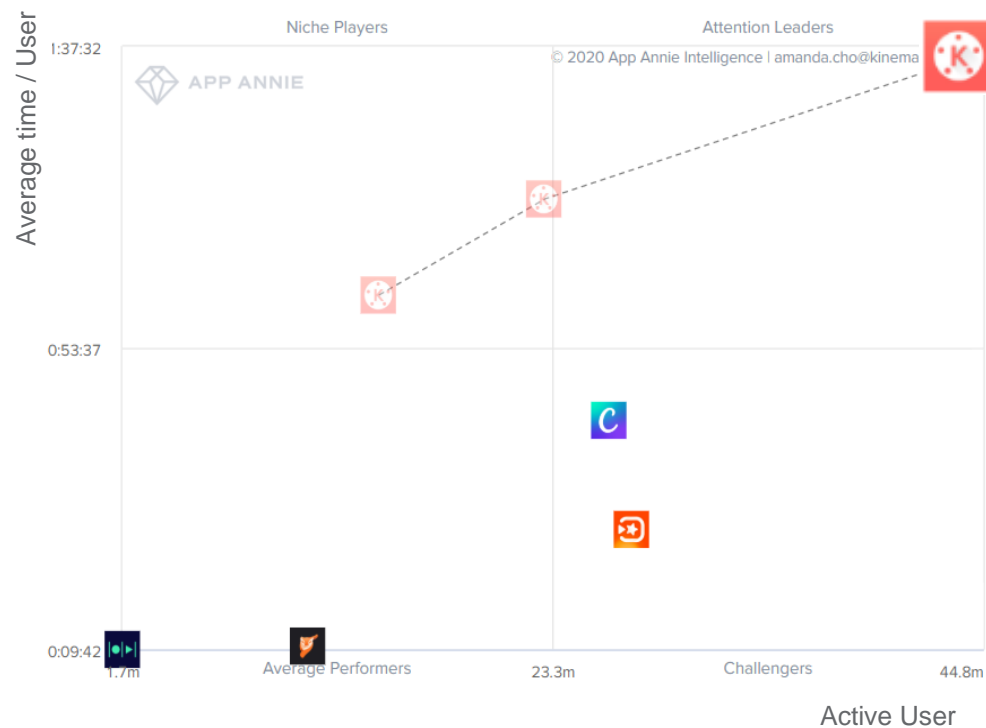 Niche Players
Attention Leaders
Average time / User
1:37:32
© 2020 App Annie Intelligence | amanda.cho@kinema
APP ANNIE
K
K
K
0:53:37
C
0:09:42
1.7m
Average Performers
23.3m
Challengers
44.8m
Active User